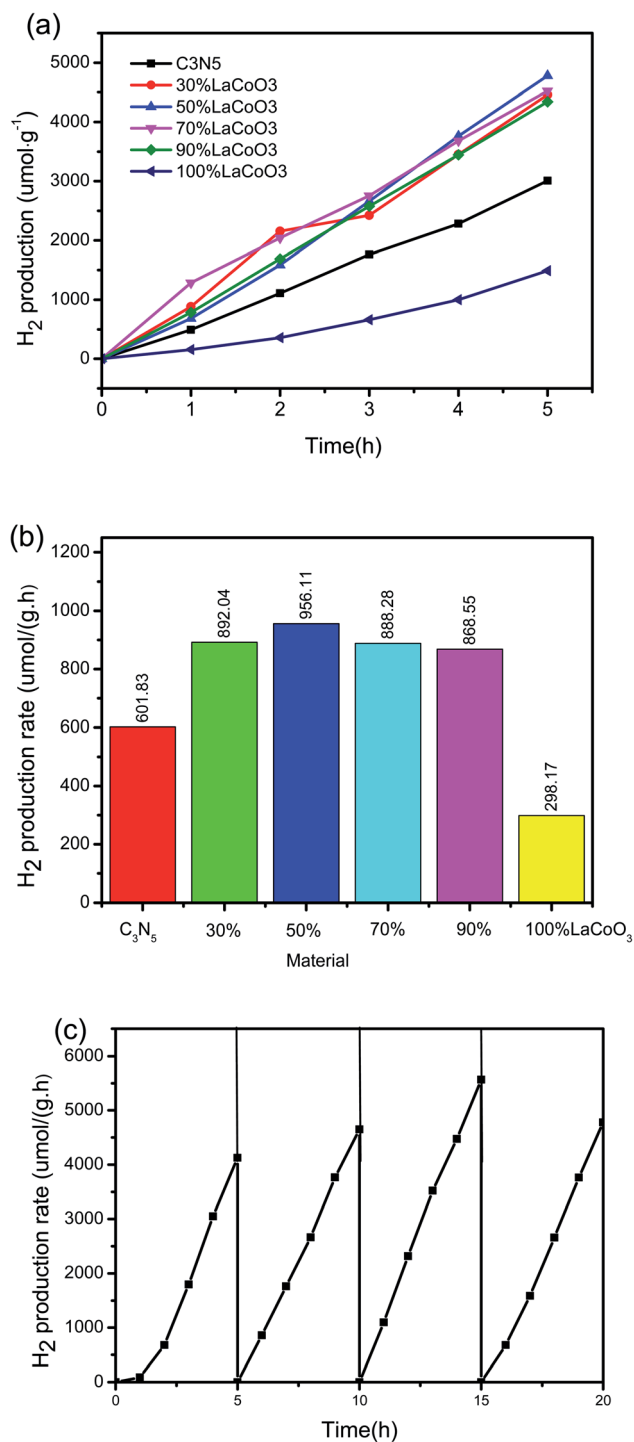 (a)
H2 production (umol·g-1)
5000
4000
3000
2000
1000
0
C3N5
30%LaCoO3
50%LaCoO3
70%LaCoO3
90%LaCoO3
100%LaCoO3
0 1 2 3 4 5
Time(h)
(b)
H2 production rate (umol/(g.h)
1200
1000
800
600
400
200
0
601.83
892.04
956.11
888.28
868.55
298.17
C3N5 30% 50% 70% 90% 100%LaCoO3
Material
(c)
H2 production rate (umol/(g.h)
6000
5000
4000
3000
2000
1000
0
0 5 10 15 20
Time(h)